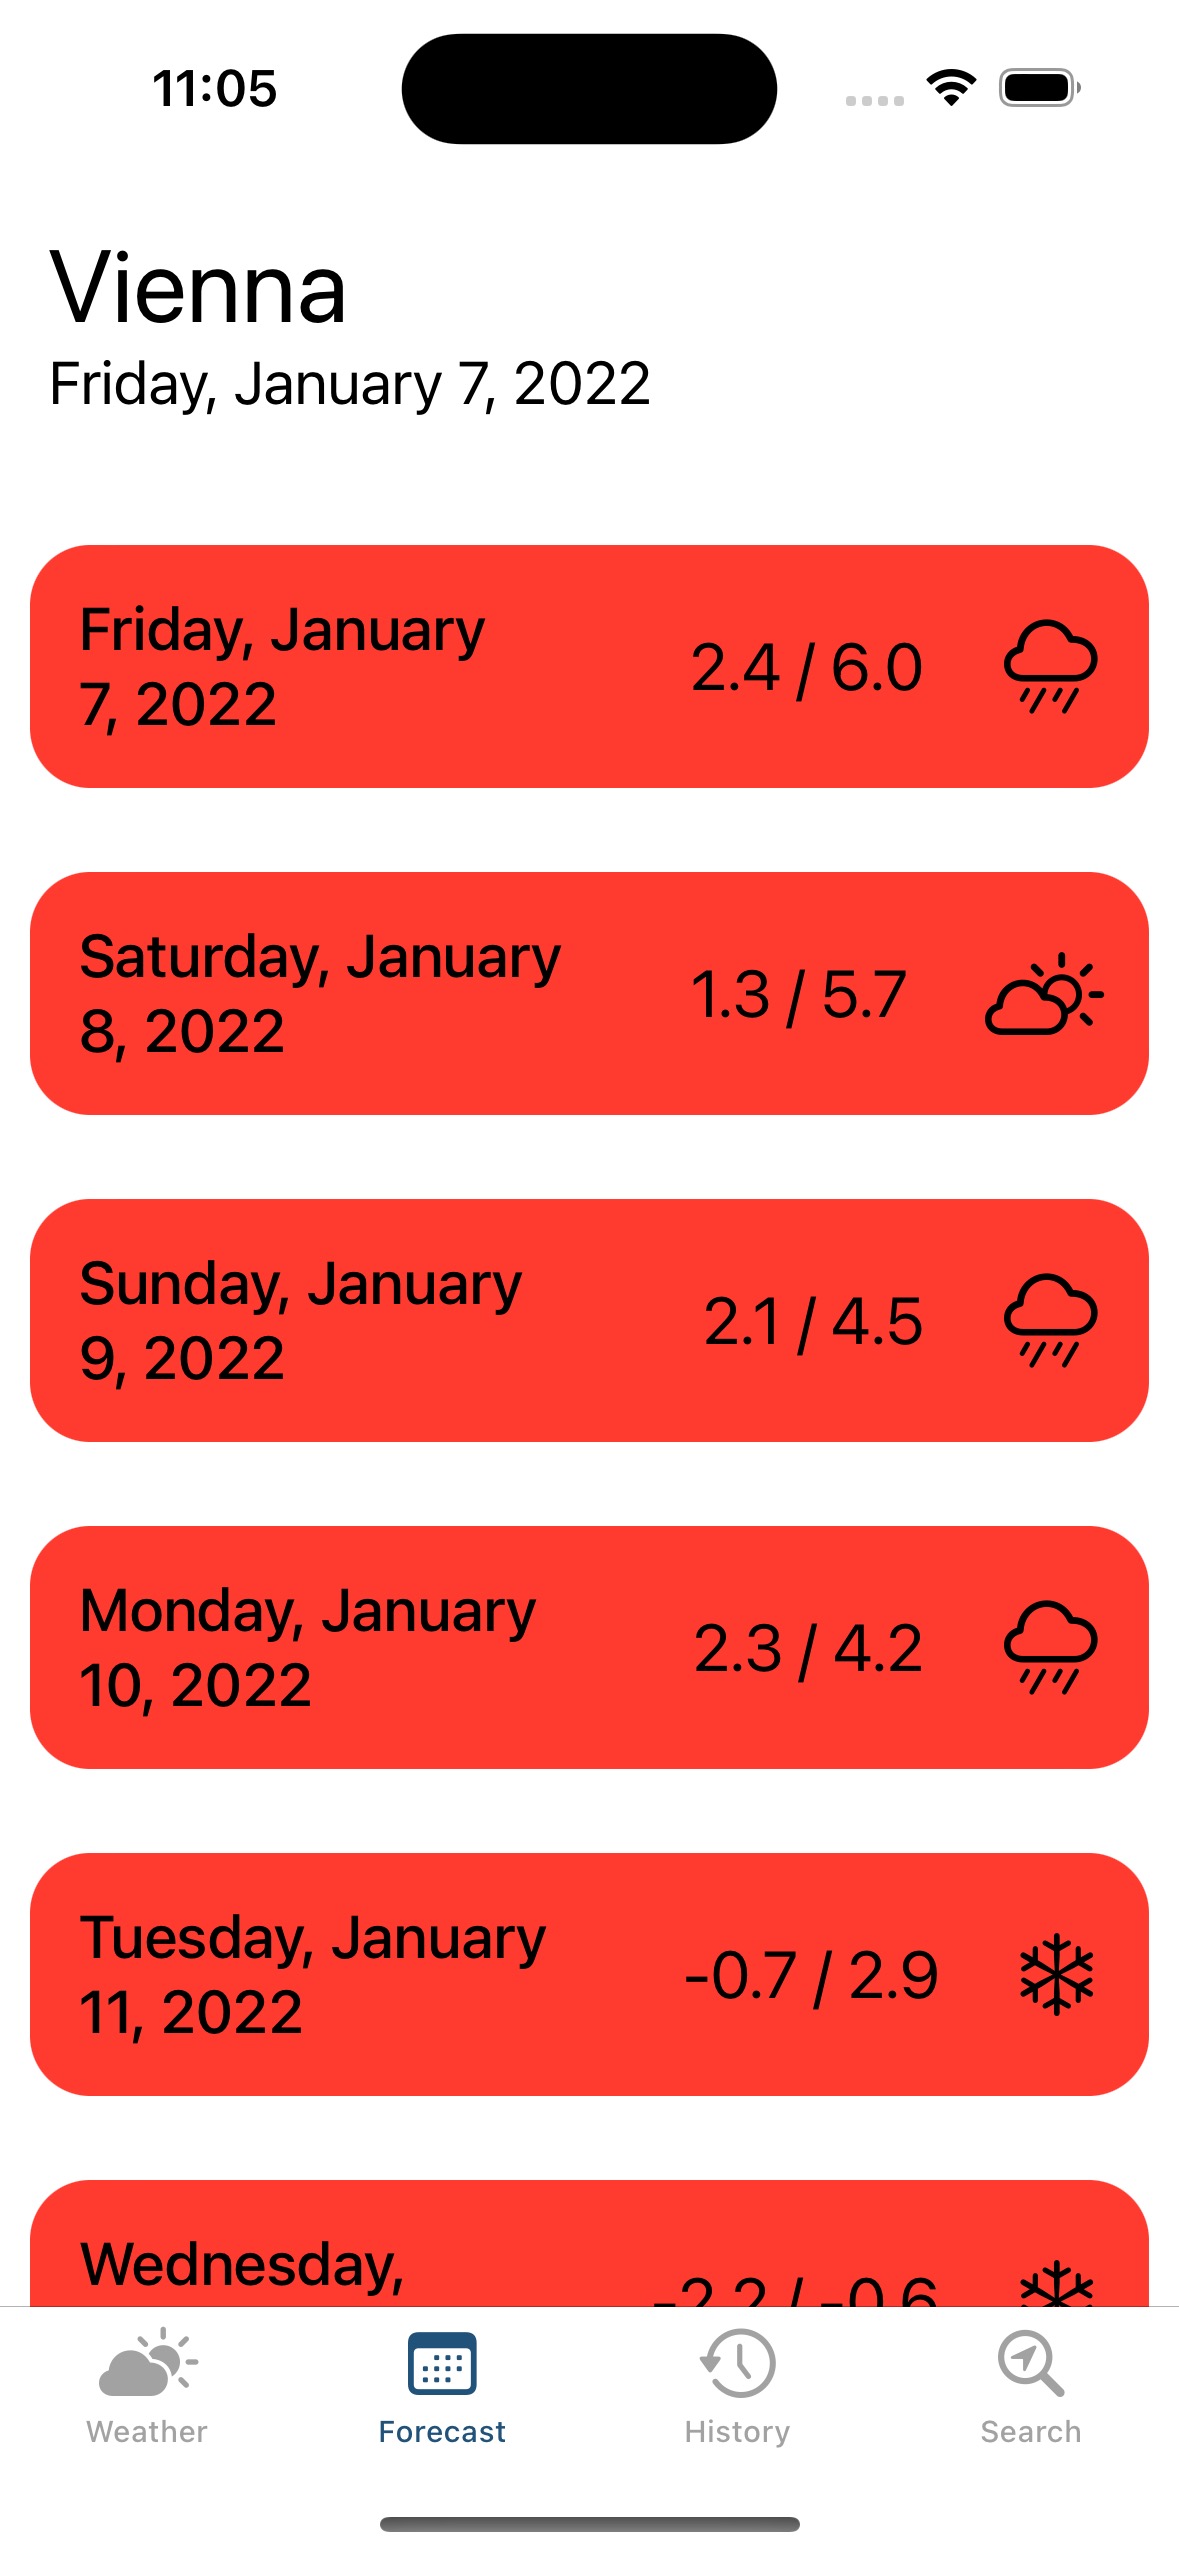 11:05
Vienna
Friday, January 7, 2022
Friday, January
7, 2022
2.4 / 6.0
Saturday, January
8, 2022
1.3 / 5.7
Sunday, January
9, 2022
2.1 / 4.5
Monday, January
10, 2022
2.3 / 4.2
Tuesday, January
11, 2022
-0.7 / 2.9
Wednesday,
-2.2 / -0.6
Weather
Forecast
History
Search